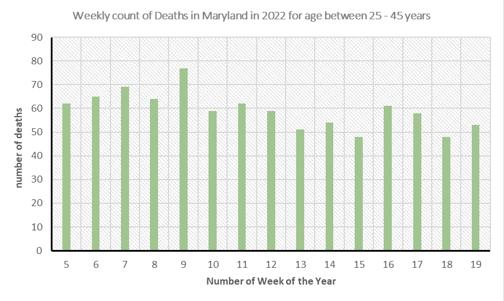 Weekly count of Deaths in Maryland in 2022 for age between 25 - 45 years
90
80
70
60
50
40
30
20
10
0
number of deaths
5 6 7 8 9 10 11 12 13 14 15 16 17 18 19
Number of Week of the Year